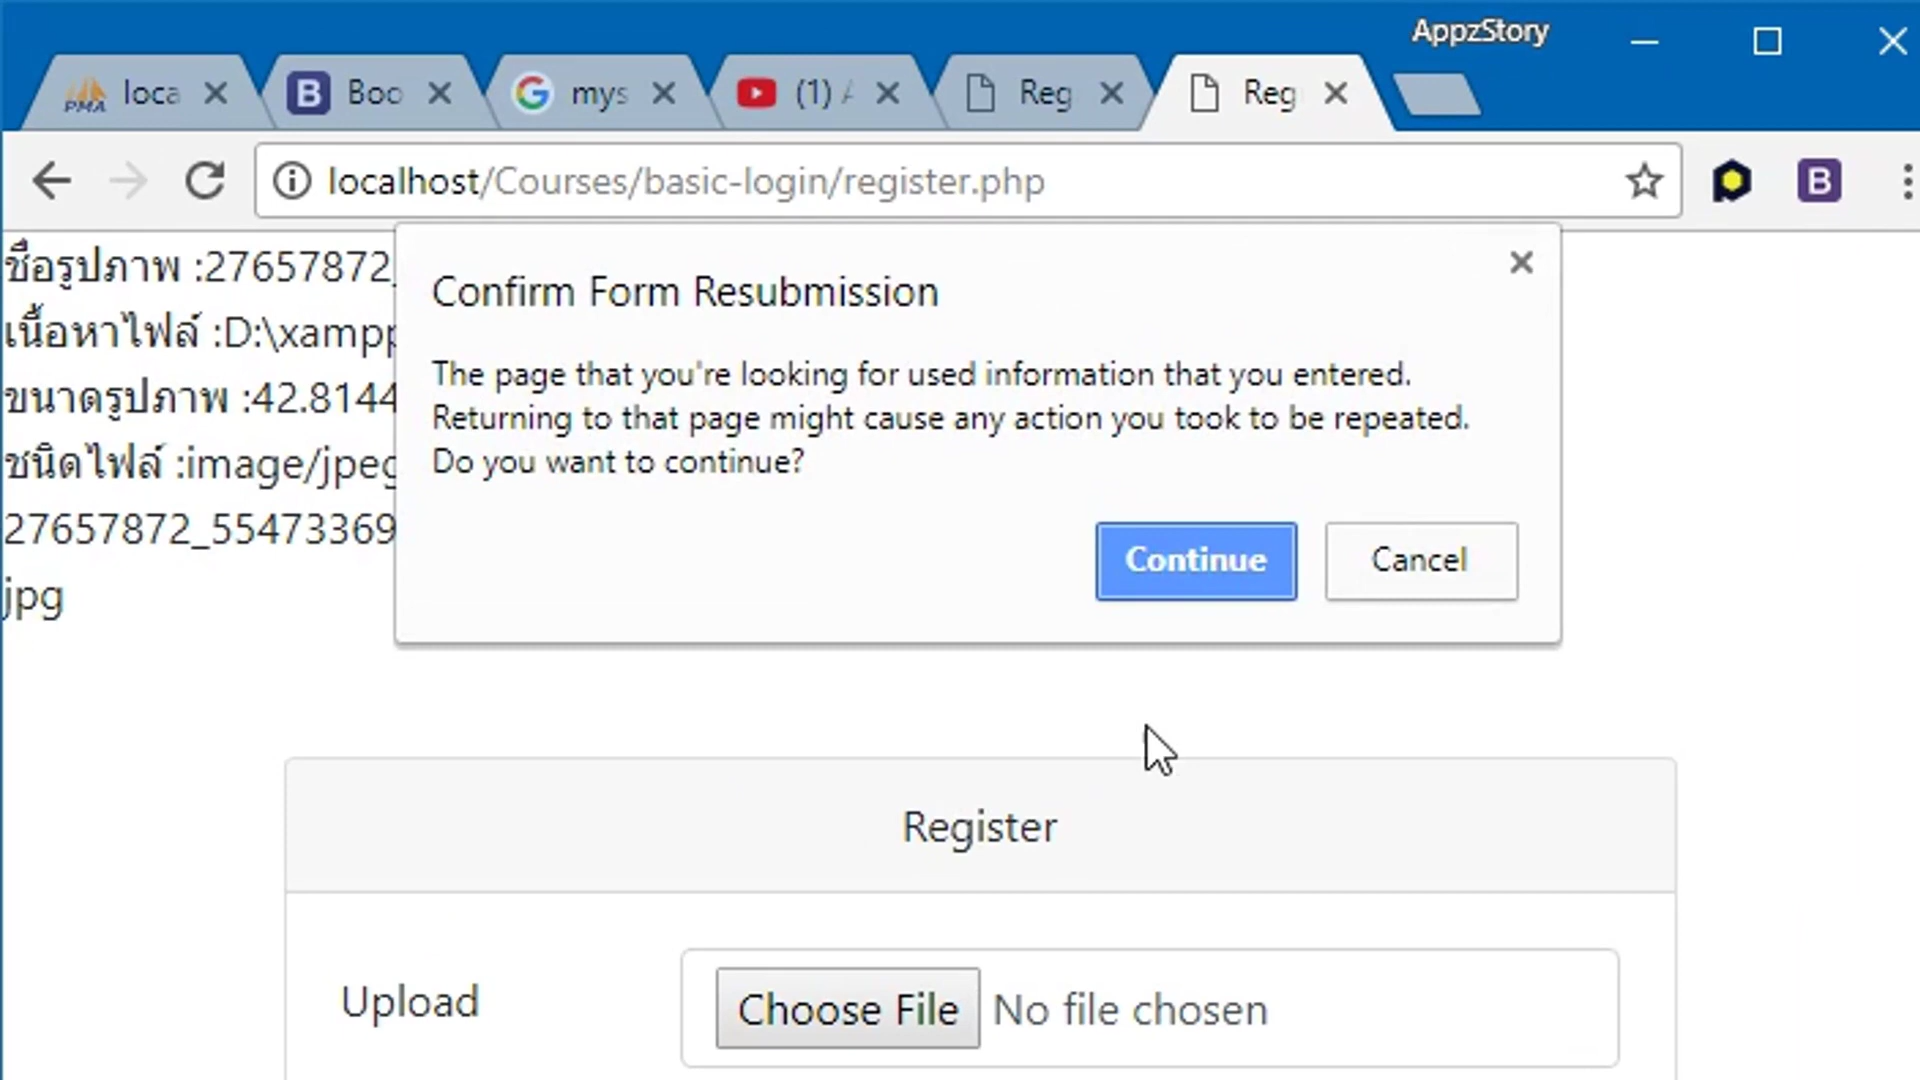 AppzStory
PMA loca B Boo G mys (1) Reg Reg
localhost/Courses/basic-login/register.php B
ชื่อรูปภาพ :27657872_
เนื้อหาไฟล์ :D:\xampp
ขนาดรูปภาพ :42.8144
ชนิดไฟล์ :image/jpeg
27657872_55473369
jpg
Confirm Form Resubmission
The page that you're looking for used information that you entered.
Returning to that page might cause any action you took to be repeated.
Do you want to continue?
Continue Cancel
Register
Upload Choose File No file chosen